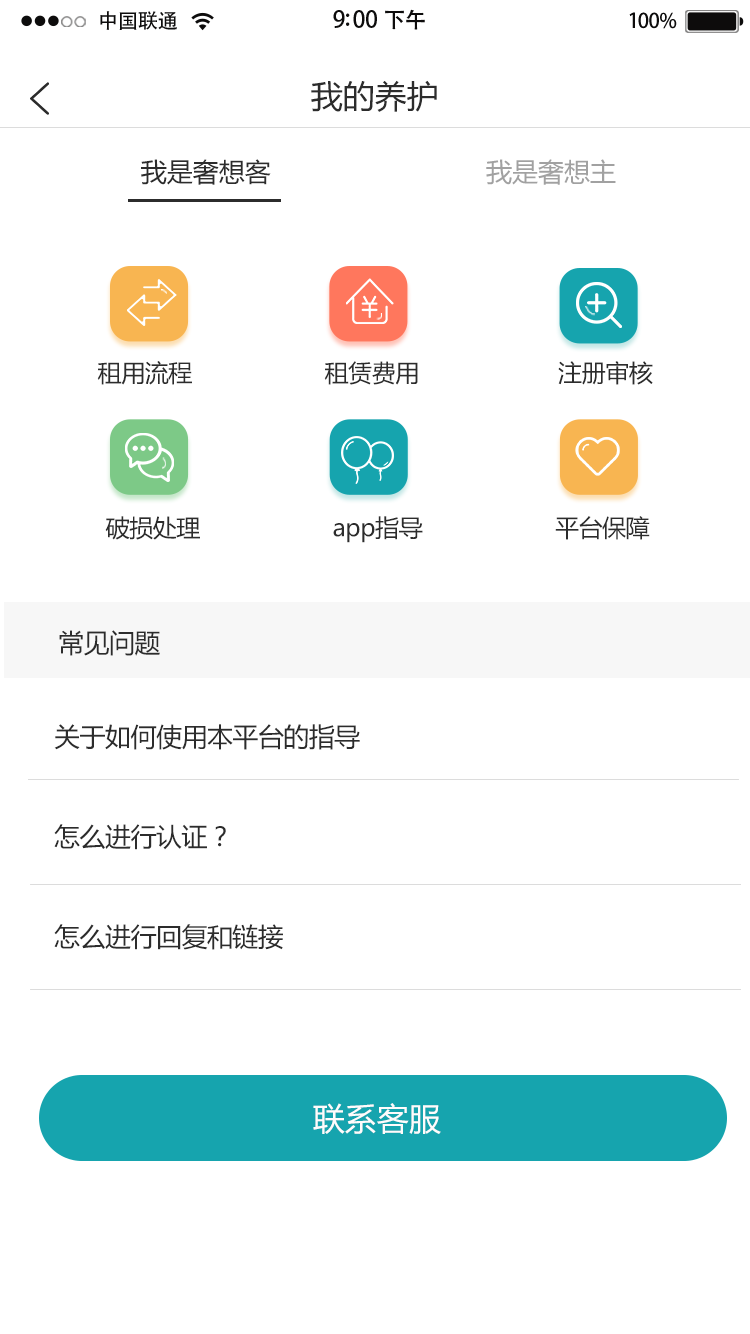 中国联通 9:00 下午 100%
我的养护
我是奢想客 我是奢想主
¥
租用流程 租赁费用 注册审核
破损处理 app指导 平台保障
常见问题
关于如何使用本平台的指导
怎么进行认证？
怎么进行回复和链接
联系客服